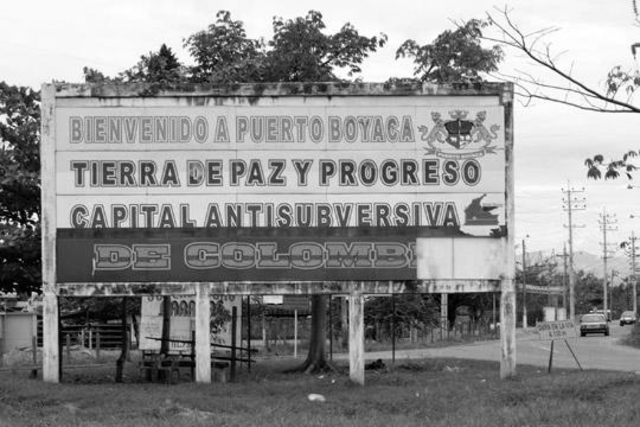 BIENVENIDO A PUERTO BOYACA
TIERRA DE PAZ Y PROGRESO
CAPITAL ANTISUBVERSIVA
DE COLOMBI